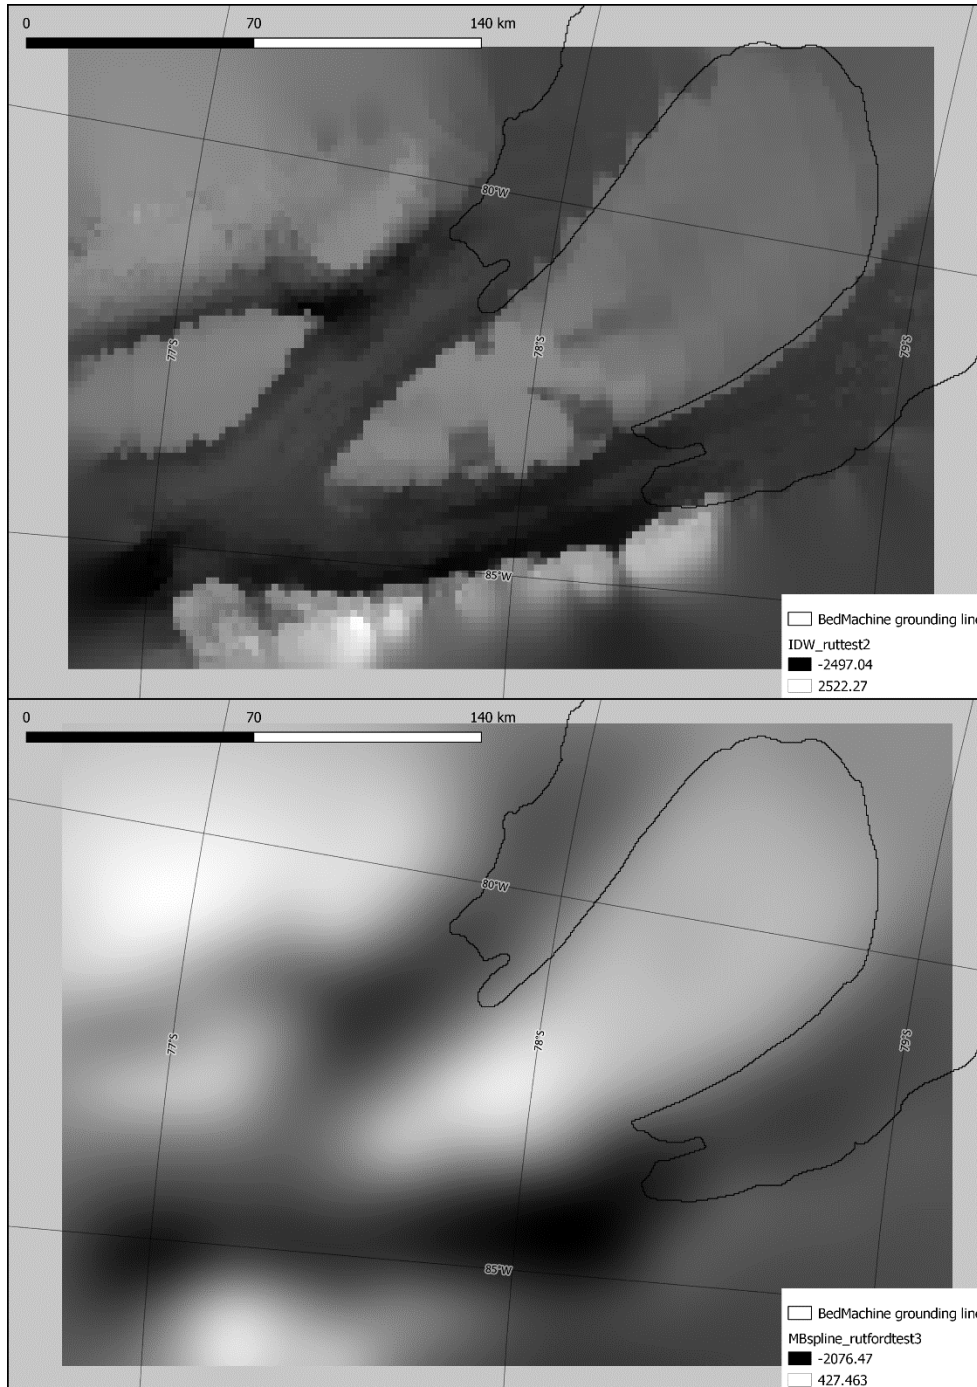 0 70 140 km
80°W
77°S
78°S
79°S
85°W
BedMachine grounding line
IDW_ruttest2
-2497.04
2522.27
0 70 140 km
80°W
77°S
78°S
79°S
85°W
BedMachine grounding line
MBspline_rutfordtest3
-2076.47
427.463